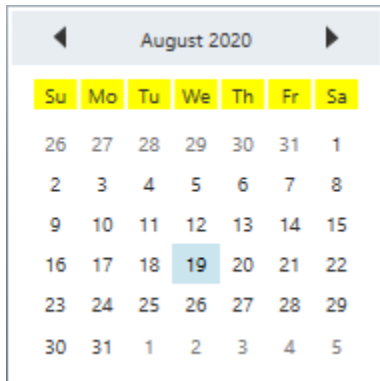 August 2020
Su Mo Tu We Th Fr Sa
26 27 28 29 30 31 1
2 3 4 5 6 7 8
9 10 11 12 13 14 15
16 17 18 19 20 21 22
23 24 25 26 27 28 29
30 31 1 2 3 4 5